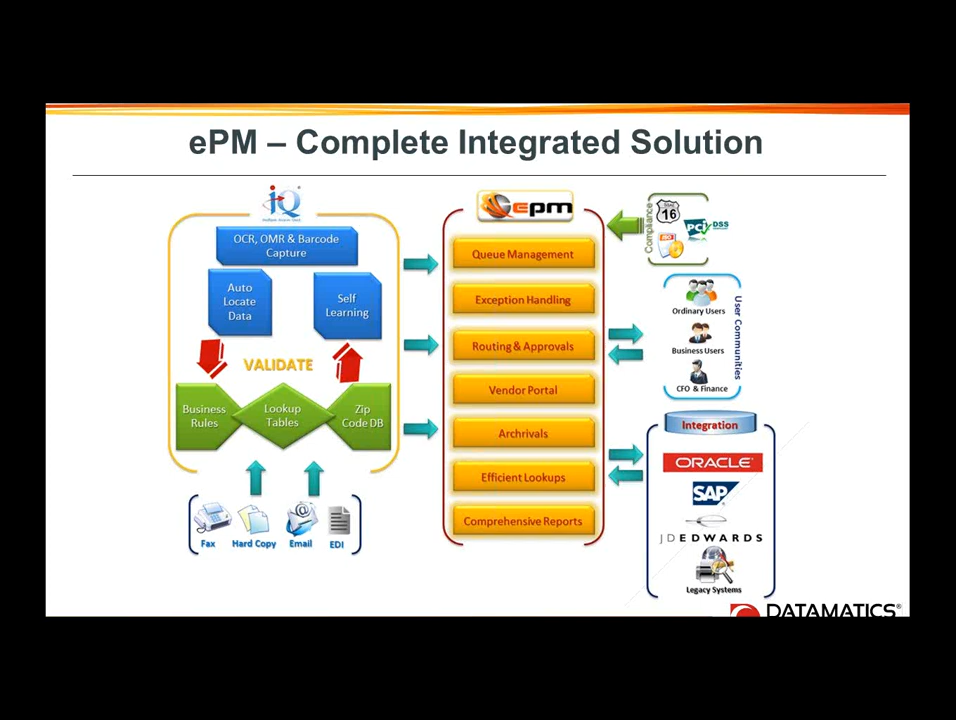 ePM – Complete Integrated Solution
iQ
OCR, OMR & Barcode
Capture
Auto
Locate
Data
Self
Learning
VALIDATE
Business
Rules
Lookup
Tables
Zip
Code DB
Fax
Hard Copy
Email
EDI
epm
Queue Management
Exception Handling
Routing & Approvals
Vendor Portal
Archrivals
Efficient Lookups
Comprehensive Reports
Compliance
16
PCI
DSS
Ordinary Users
Business Users
CFO & Finance
User Communities
Integration
ORACLE®
SAP
JDEDWARDS
Legacy Systems
DATAMATICS®